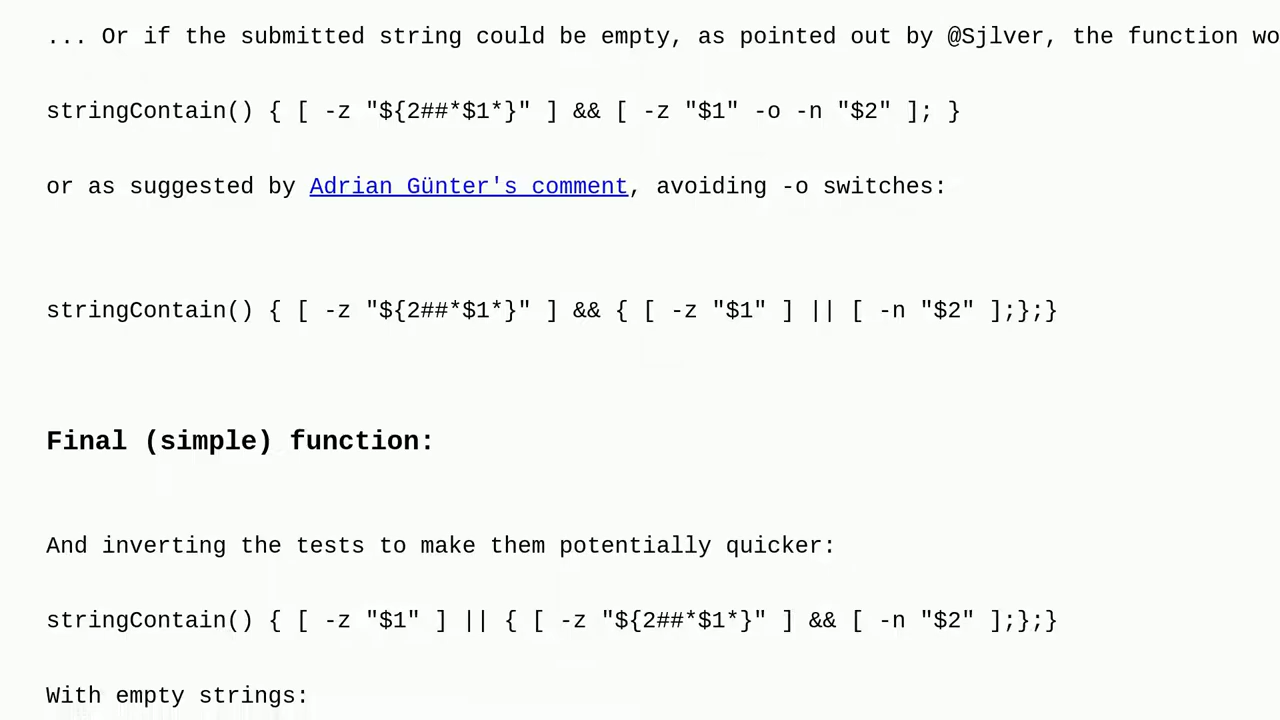 ... Or if the submitted string could be empty, as pointed out by @Sjlver, the function wo
stringContain() { [ -z "${2##*$1*}" ] && [ -z "$1" -o -n "$2" ]; }
or as suggested by Adrian Günter's comment, avoiding -o switches:
stringContain() { [ -z "${2##*$1*}" ] && { [ -z "$1" ] || [ -n "$2" ];};}
Final (simple) function:
And inverting the tests to make them potentially quicker:
stringContain() { [ -z "$1" ] || { [ -z "${2##*$1*}" ] && [ -n "$2" ];};}
With empty strings: